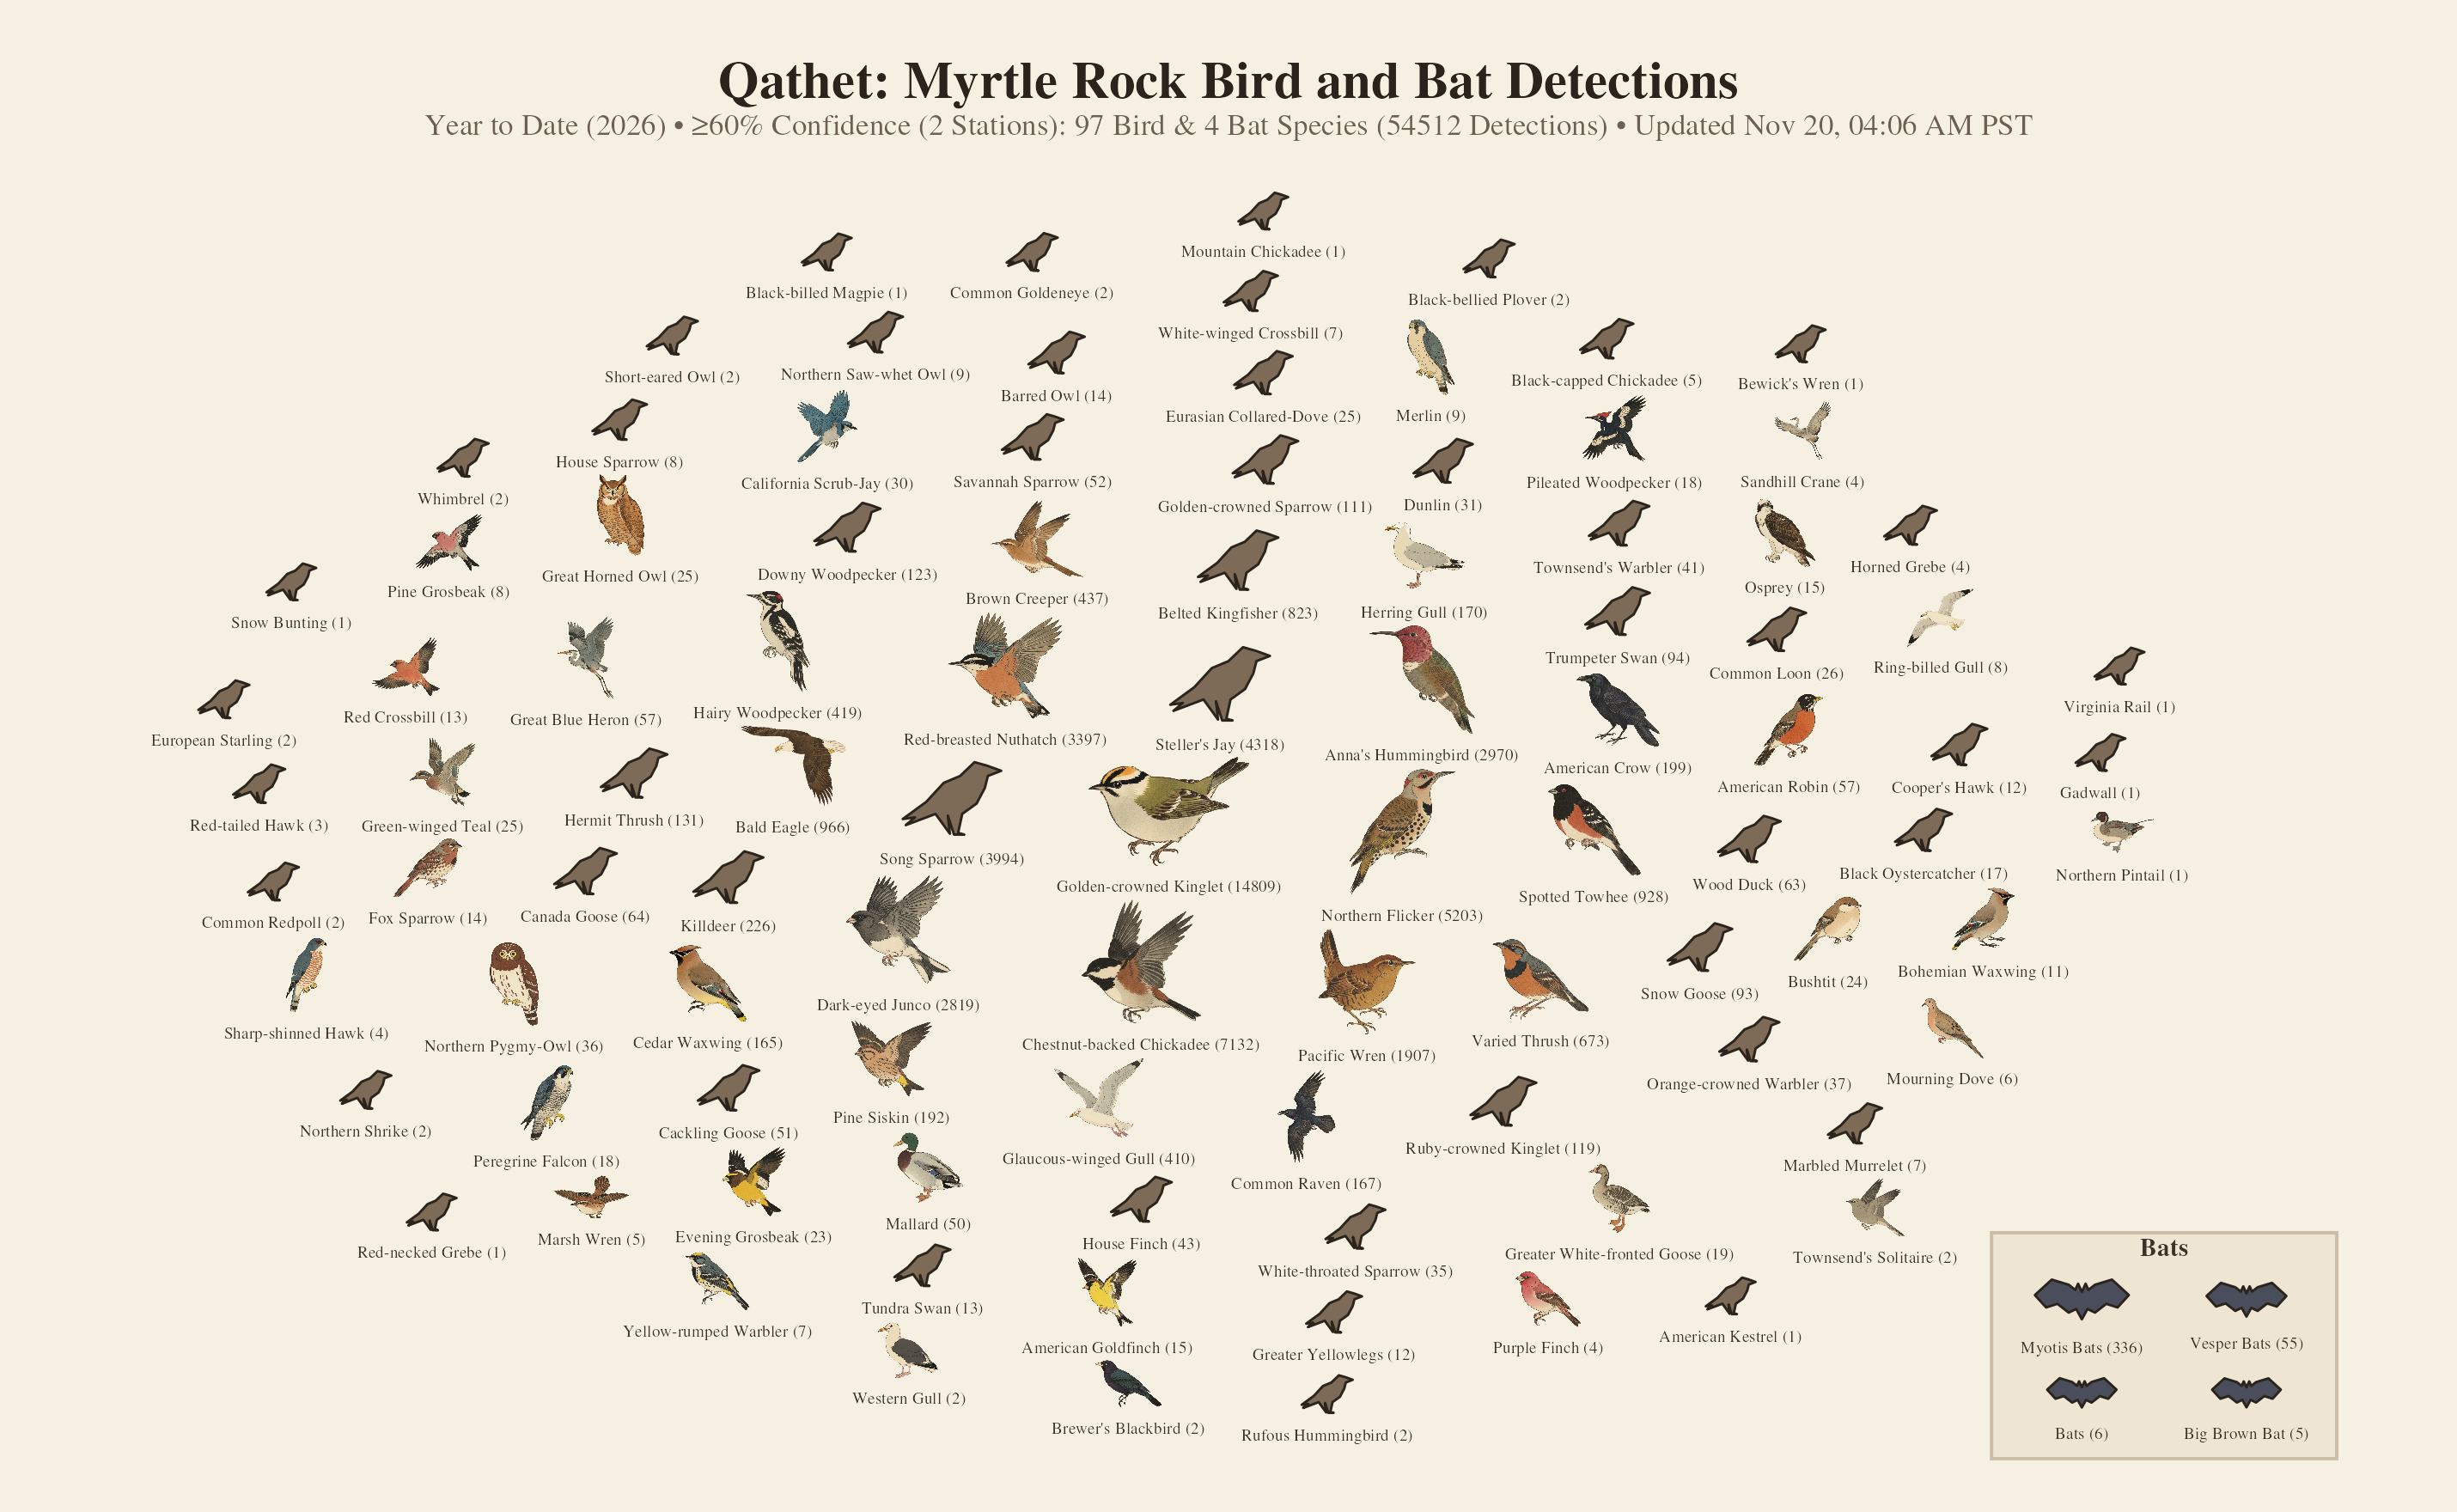 Qathet: Myrtle Rock Bird and Bat Detections
Year to Date (2026) • ≥60% Confidence (2 Stations): 97 Bird & 4 Bat Species (54512 Detections) • Updated Nov 20, 04:06 AM PST
Mountain Chickadee (1)
Black-billed Magpie (1)
Common Goldeneye (2)
Black-bellied Plover (2)
White-winged Crossbill (7)
Short-eared Owl (2)
Northern Saw-whet Owl (9)
Barred Owl (14)
Eurasian Collared-Dove (25)
Merlin (9)
Black-capped Chickadee (5)
Bewick's Wren (1)
House Sparrow (8)
California Scrub-Jay (30)
Savannah Sparrow (52)
Golden-crowned Sparrow (111)
Dunlin (31)
Pileated Woodpecker (18)
Sandhill Crane (4)
Whimbrel (2)
Pine Grosbeak (8)
Great Horned Owl (25)
Downy Woodpecker (123)
Brown Creeper (437)
Belted Kingfisher (823)
Herring Gull (170)
Townsend's Warbler (41)
Osprey (15)
Horned Grebe (4)
Snow Bunting (1)
Red Crossbill (13)
Great Blue Heron (57)
Hairy Woodpecker (419)
Red-breasted Nuthatch (3397)
Steller's Jay (4318)
Anna's Hummingbird (2970)
Trumpeter Swan (94)
Common Loon (26)
Ring-billed Gull (8)
Virginia Rail (1)
European Starling (2)
American Crow (199)
American Robin (57)
Cooper's Hawk (12)
Gadwall (1)
Red-tailed Hawk (3)
Green-winged Teal (25)
Hermit Thrush (131)
Bald Eagle (966)
Song Sparrow (3994)
Golden-crowned Kinglet (14809)
Northern Flicker (5203)
Spotted Towhee (928)
Wood Duck (63)
Black Oystercatcher (17)
Northern Pintail (1)
Common Redpoll (2)
Fox Sparrow (14)
Canada Goose (64)
Killdeer (226)
Dark-eyed Junco (2819)
Chestnut-backed Chickadee (7132)
Pacific Wren (1907)
Varied Thrush (673)
Snow Goose (93)
Bushtit (24)
Bohemian Waxwing (11)
Sharp-shinned Hawk (4)
Northern Pygmy-Owl (36)
Cedar Waxwing (165)
Pine Siskin (192)
Glaucous-winged Gull (410)
Common Raven (167)
Ruby-crowned Kinglet (119)
Orange-crowned Warbler (37)
Mourning Dove (6)
Northern Shrike (2)
Peregrine Falcon (18)
Cackling Goose (51)
Mallard (50)
House Finch (43)
White-throated Sparrow (35)
Greater White-fronted Goose (19)
Marbled Murrelet (7)
Townsend's Solitaire (2)
Red-necked Grebe (1)
Marsh Wren (5)
Evening Grosbeak (23)
Tundra Swan (13)
American Goldfinch (15)
Greater Yellowlegs (12)
Purple Finch (4)
American Kestrel (1)
Yellow-rumped Warbler (7)
Western Gull (2)
Brewer's Blackbird (2)
Rufous Hummingbird (2)
Bats
Myotis Bats (336)
Vesper Bats (55)
Bats (6)
Big Brown Bat (5)